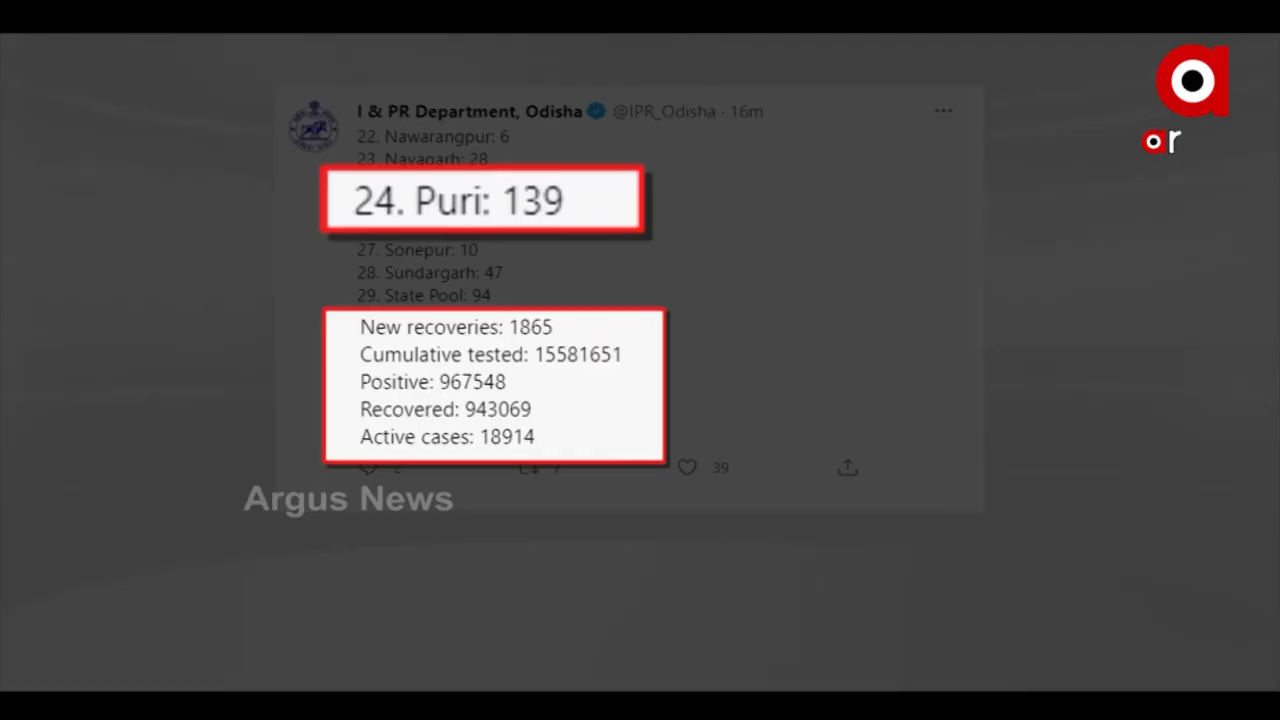 I & PR Department, Odisha @IPR_Odisha · 16m
22. Nawarangpur: 6
23. Nayagarh: 28
24. Puri: 139
27. Sonepur: 10
28. Sundargarh: 47
29. State Pool: 94
New recoveries: 1865
Cumulative tested: 15581651
Positive: 967548
Recovered: 943069
Active cases: 18914
39
Argus News
ar